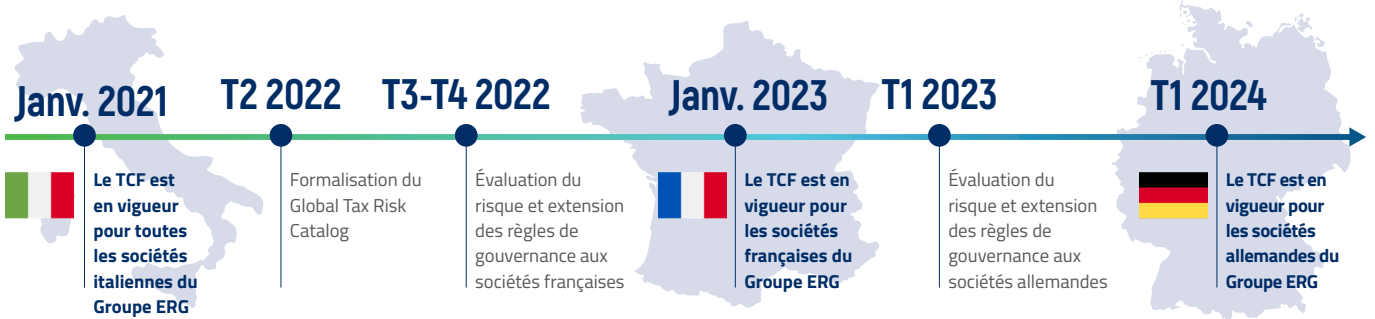 Janv. 2021
Le TCF est
en vigueur
pour toutes
les sociétés
italiennes du
Groupe ERG
T2 2022
Formalisation du
Global Tax Risk
Catalog
T3-T4 2022
Évaluation du
risque et extension
des règles de
gouvernance aux
sociétés françaises
Janv. 2023
Le TCF est en
vigueur pour
les sociétés
françaises du
Groupe ERG
T1 2023
Évaluation du
risque et extension
des règles de
gouvernance aux
sociétés allemandes
T1 2024
Le TCF est en
vigueur pour
les sociétés
allemandes du
Groupe ERG